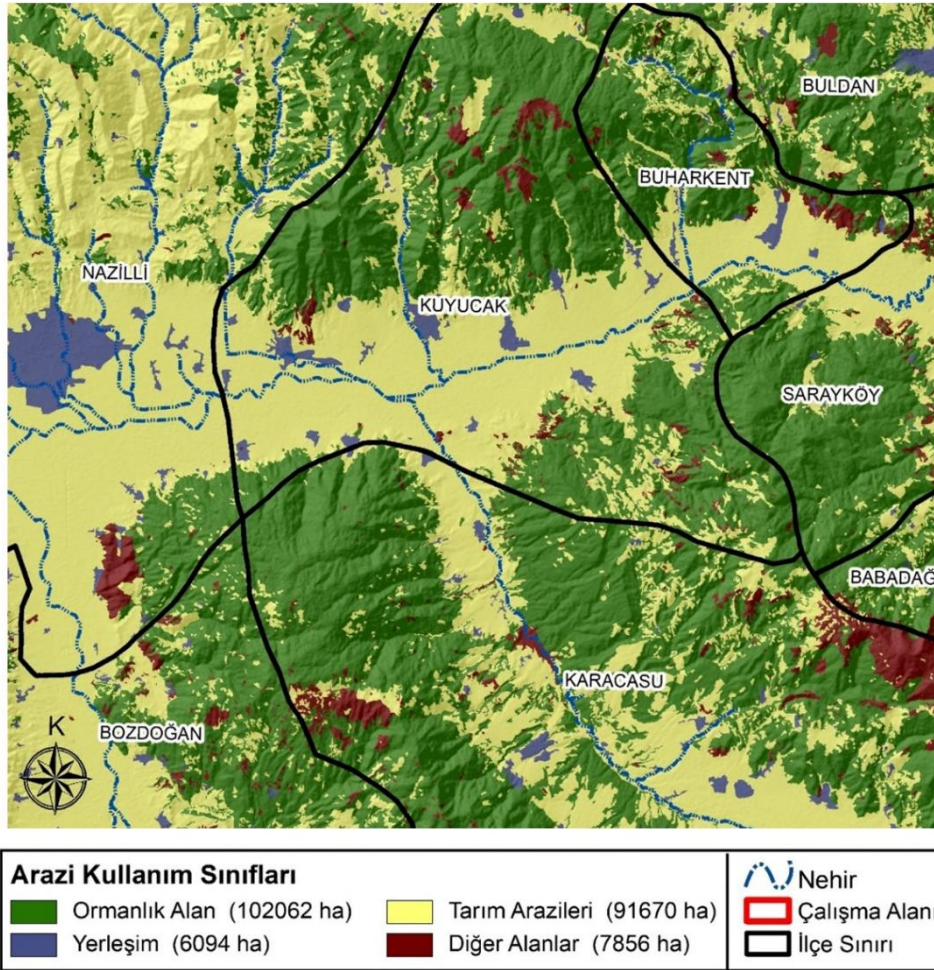 BULDAN
BUHARKENT
NAZİLLİ
KUYUCAK
SARAYKÖY
BABADAĞ
KARACASU
BOZDOĞAN
K
Arazi Kullanım Sınıfları
Ormanlık Alan (102062 ha)
Tarım Arazileri (91670 ha)
Yerleşim (6094 ha)
Diğer Alanlar (7856 ha)
Nehir
Çalışma Alanı
İlçe Sınırı